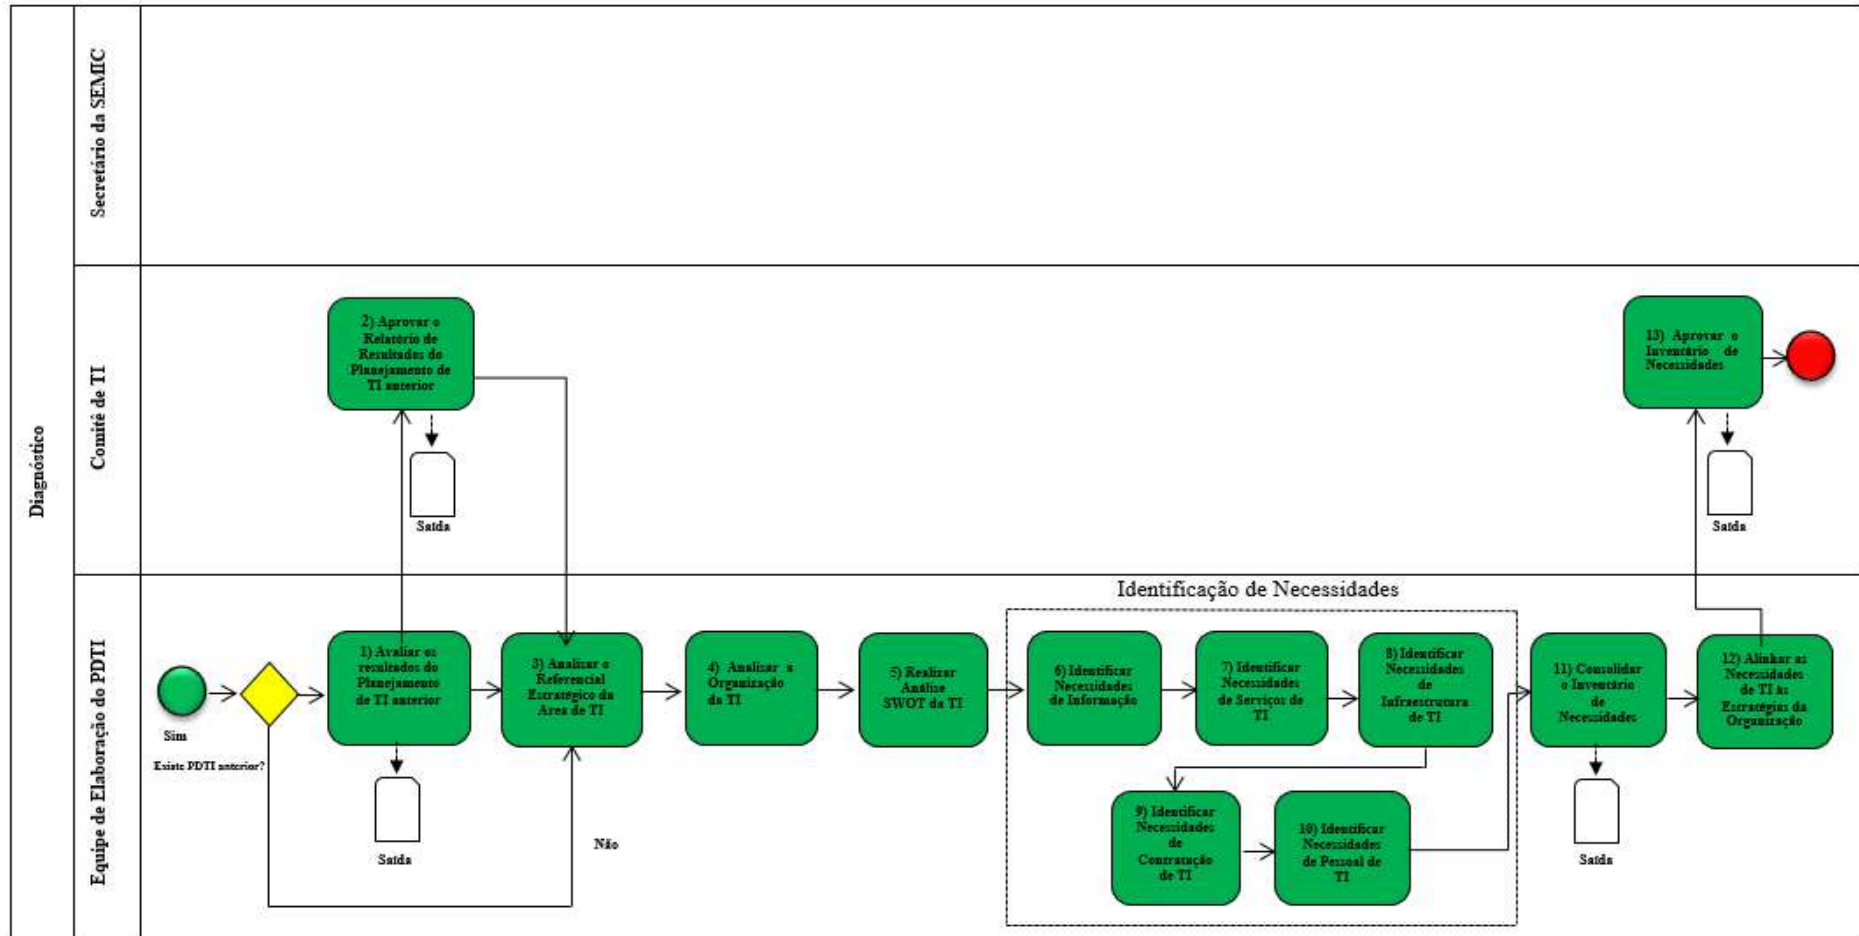 Diagnóstico
Secretário da SEMIC
Comitê de TI
2) Aprovar o
Relatório de
Resultados do
Planejamento de
TI anterior
Saída
13) Aprovar o
Inventário de
Necessidades
Saída
Equipe de Elaboração do PDTI
Identificação de Necessidades
Sim
Existe PDTI anterior?
1) Avaliar os
resultados do
Planejamento
de TI anterior
Saída
Não
3) Analizar o
Referencial
Estratégico da
Area de TI
4) Analizar a
Organização
da TI
5) Realizar
Análise
SWOT da TI
6) Identificar
Necessidades
de Informação
7) Identificar
Necessidades
de Serviços de
TI
8) Identificar
Necessidades
de
Infraestrutura
de TI
9) Identificar
Necessidades
de
Contratação
de TI
10) Identificar
Necessidades
de Pessoal de
TI
11) Consolidar
o Inventário
de
Necessidades
Saída
12) Alinhar as
Necessidades
de TI às
Estratégias da
Organização